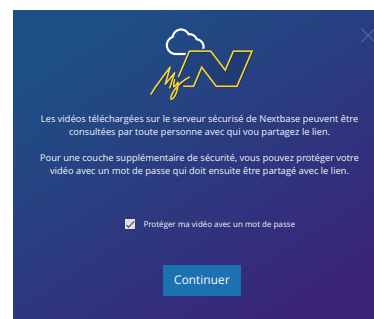 My N
Les vidéos téléchargées sur le serveur sécurisé de Nextbase peuvent être
consultées par toute personne avec qui vou partagez le lien.
Pour une couche supplémentaire de sécurité, vous pouvez protéger votre
vidéo avec un mot de passe qui doit ensuite être partagé avec le lien.
Protéger ma vidéo avec un mot de passe
Continuer